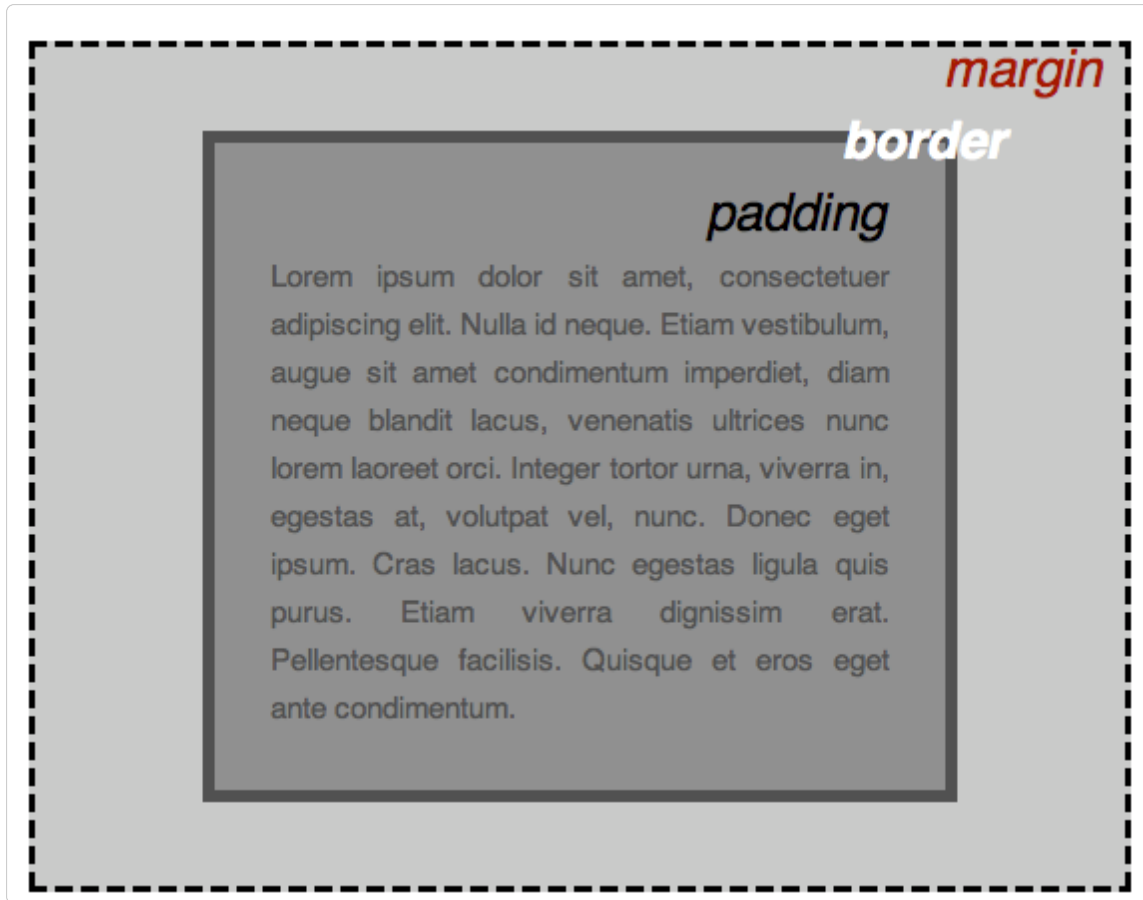 margin
border
padding
Lorem ipsum dolor sit amet, consectetuer
adipiscing elit. Nulla id neque. Etiam vestibulum,
augue sit amet condimentum imperdiet, diam
neque blandit lacus, venenatis ultrices nunc
lorem laoreet orci. Integer tortor urna, viverra in,
egestas at, volutpat vel, nunc. Donec eget
ipsum. Cras lacus. Nunc egestas ligula quis
purus. Etiam viverra dignissim erat.
Pellentesque facilisis. Quisque et eros eget
ante condimentum.